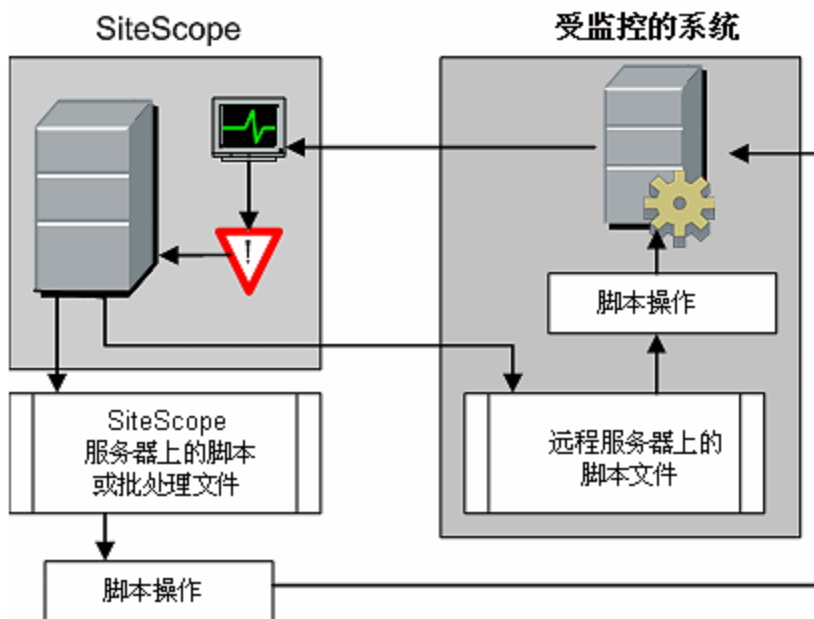 SiteScope
受监控的系统
!
脚本操作
SiteScope
服务器上的脚本
或批处理文件
远程服务器上的
脚本文件
脚本操作